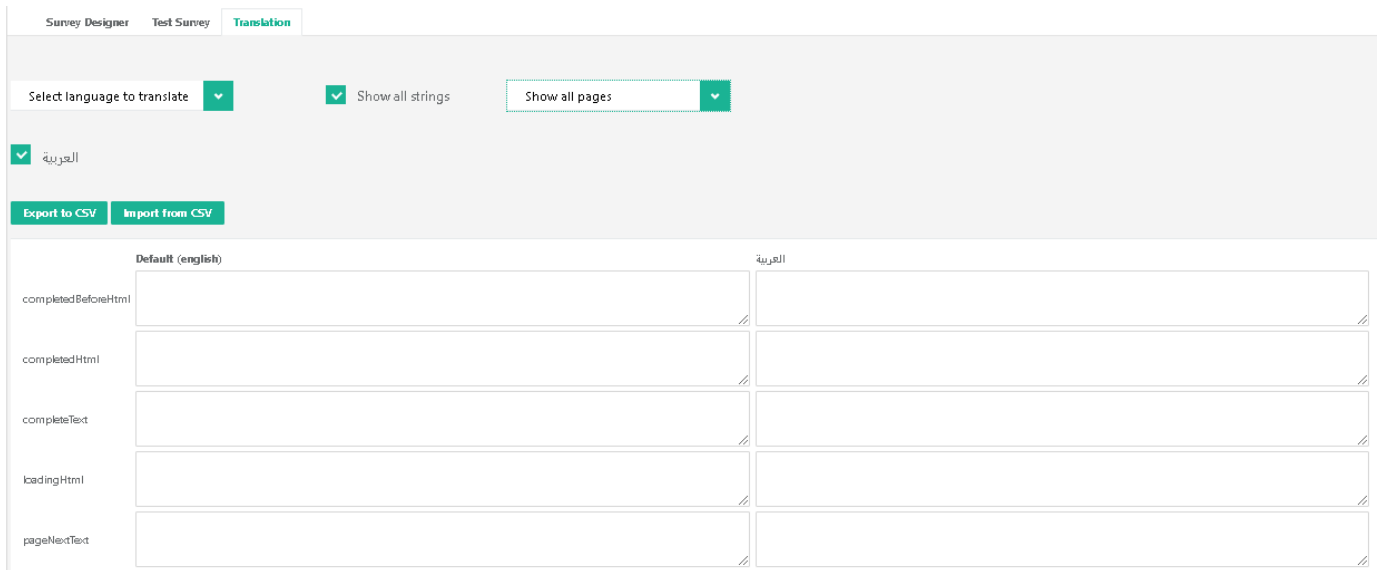 Survey Designer Test Survey Translation
Select language to translate Show all strings Show all pages
العربية
Export to CSV Import from CSV
Default (english) العربية
completedBeforeHtml
completedHtml
completeText
loadingHtml
pageNextText